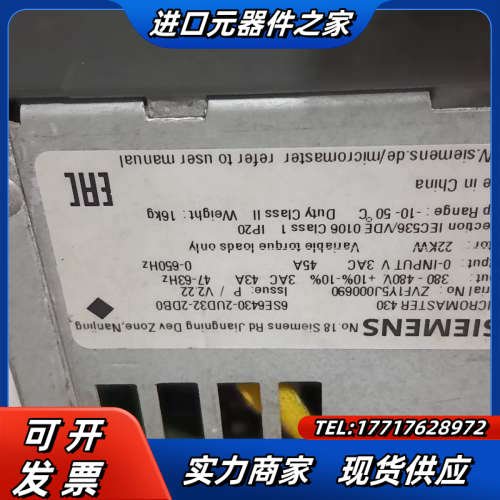 进口元器件之家
SIEMENS No.18 Siemens Rd Jiangning Dev Zone, Nanjing
ICROMASTER 430 6SE6430-2UD32-2DB0
rial No ZVF1Y5J000690 Issue: P / V2.22
380 - 480V +10%-10% 3AC 43A 47-63Hz
tput 0-INPUT V 3AC 45A 0-650Hz
tor 22KW Variable torque loads only
ection IEC536/VDE 0106 Class 1 IP20
p Range : -10-50 °C Duty Class II Weight : 16kg
e in China
W.siemens.de/micromaster refer to user manual
EAC
TEL:17717628972
可开
发票
实力商家 现货供应